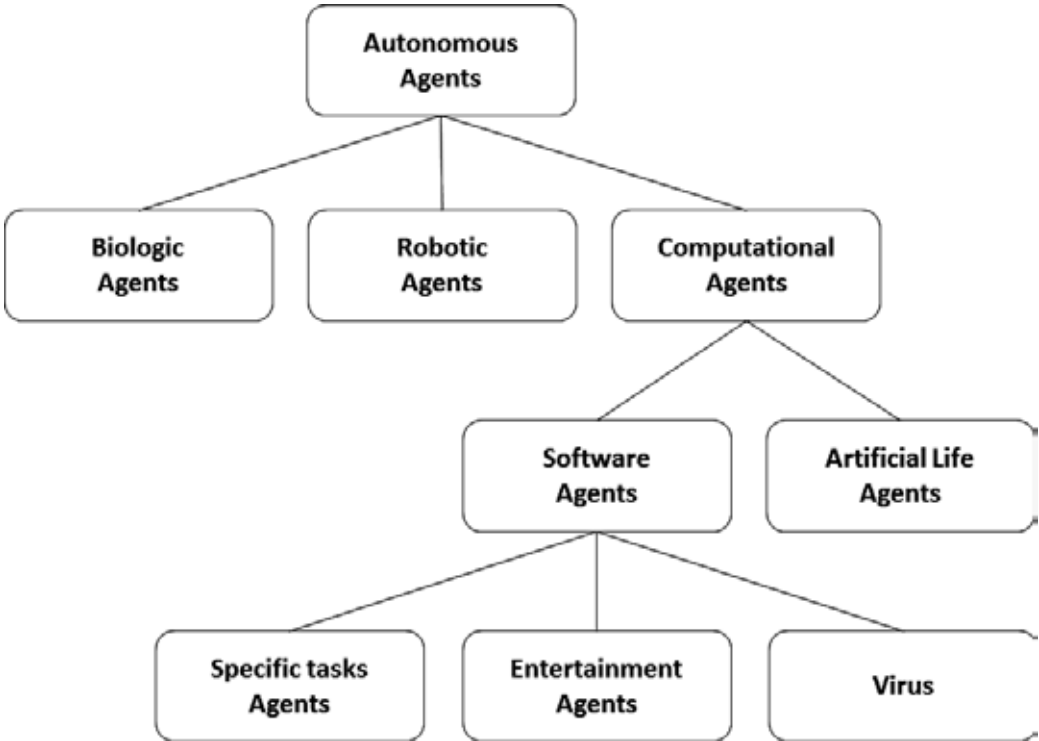 Autonomous
Agents
Biologic
Agents
Robotic
Agents
Computational
Agents
Software
Agents
Artificial Life
Agents
Specific tasks
Agents
Entertainment
Agents
Virus